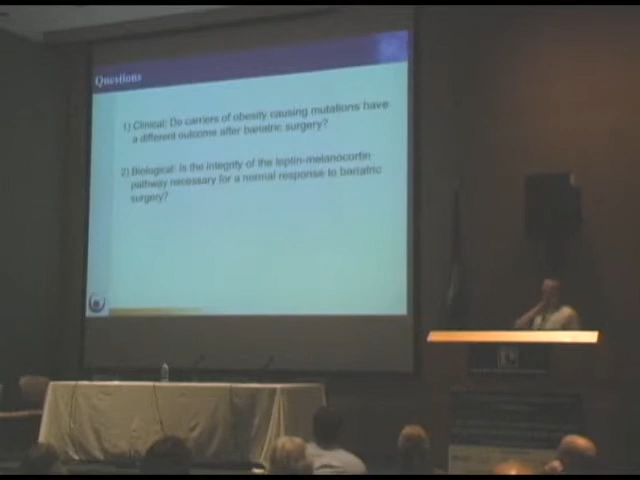 Questions
1) Clinical: Do carriers of obesity causing mutations have
a different outcome after bariatric surgery?
2) Biological: Is the integrity of the leptin-melanocortin
pathway necessary for a normal response to bariatric
surgery?